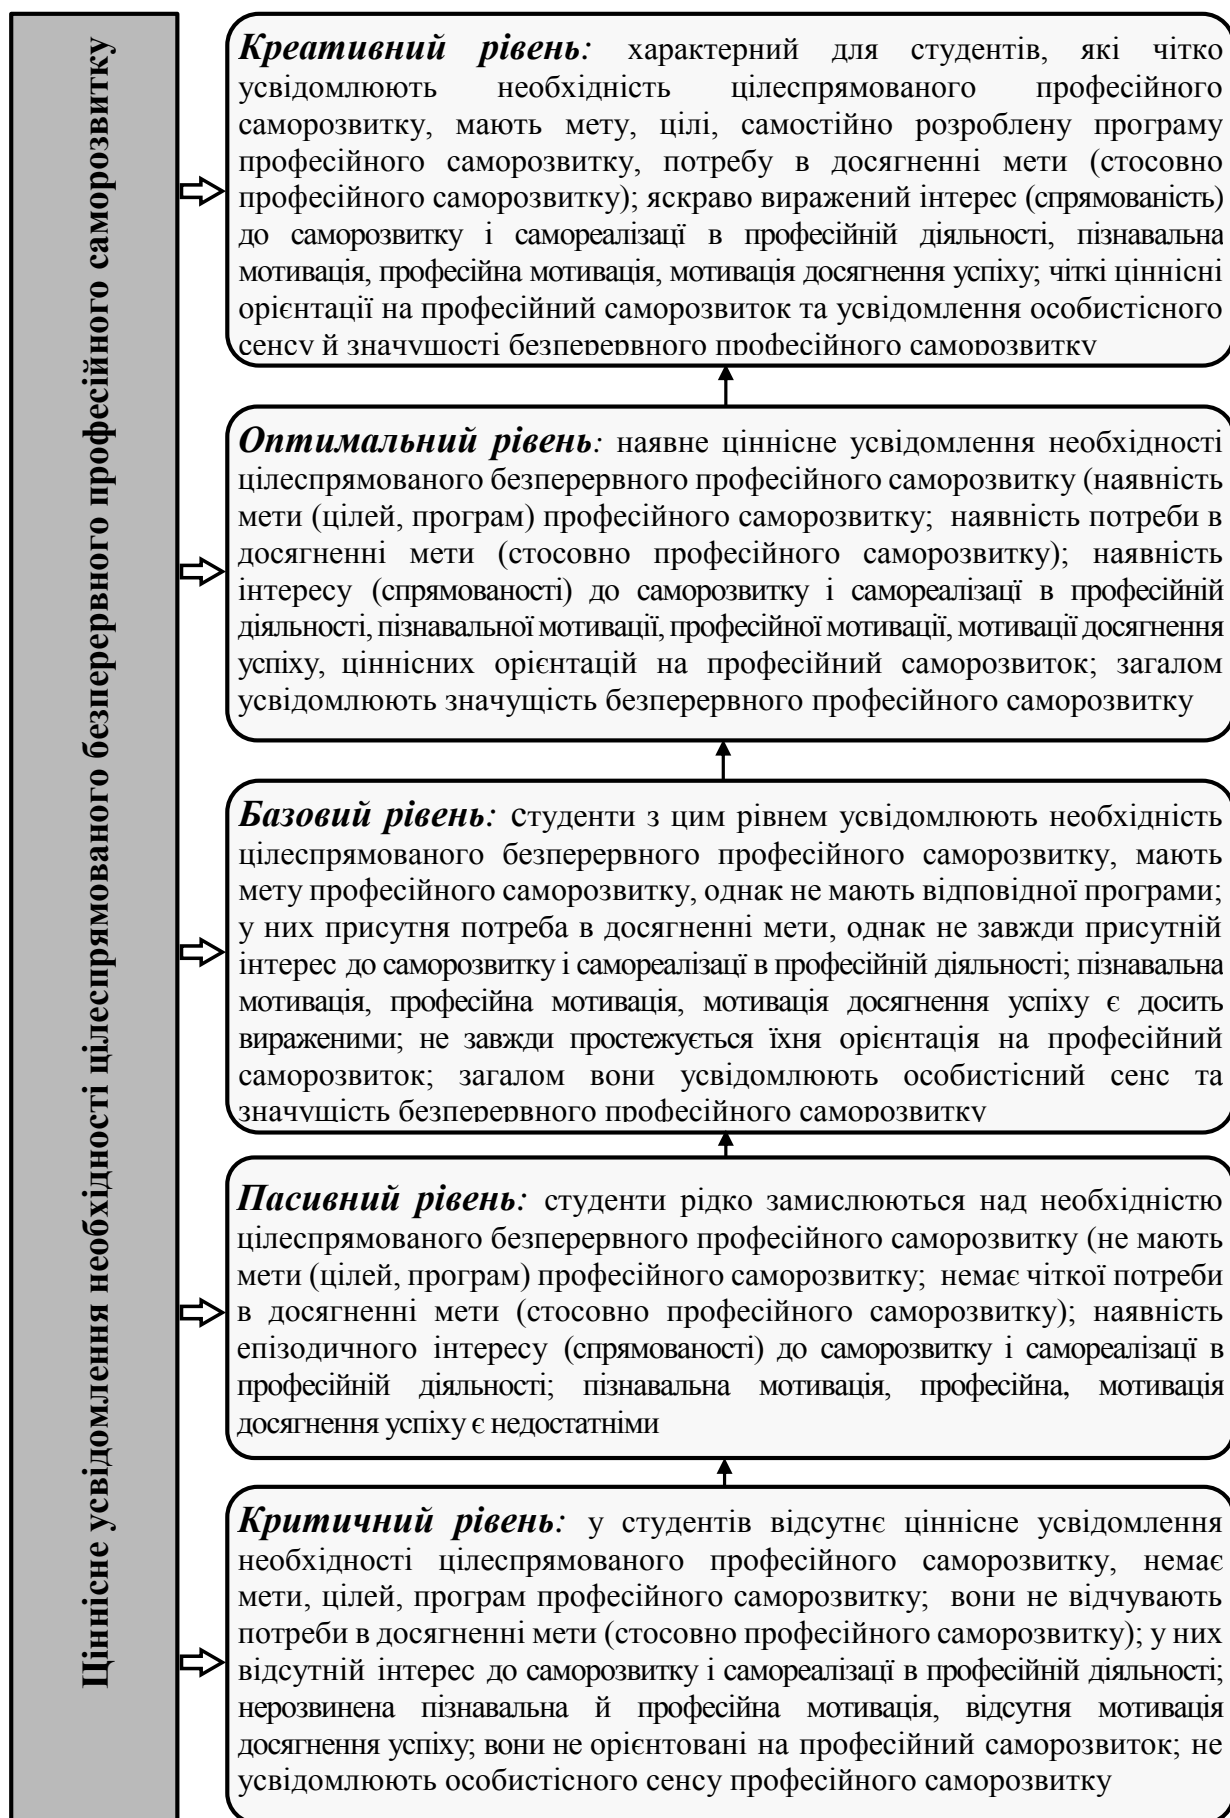 Ціннісне усвідомлення необхідності цілеспрямованого безперервного професійного саморозвитку
Креативний рівень: характерний для студентів, які чітко
усвідомлюють необхідність цілеспрямованого професійного
саморозвитку, мають мету, цілі, самостійно розроблену програму
професійного саморозвитку, потребу в досягненні мети (стосовно
професійного саморозвитку); яскраво виражений інтерес (спрямованість)
до саморозвитку і самореалізації в професійній діяльності, пізнавальна
мотивація, професійна мотивація, мотивація досягнення успіху; чіткі ціннісні
орієнтації на професійний саморозвиток та усвідомлення особистісного
сенсу й значущості безперервного професійного саморозвитку
Оптимальний рівень: наявне ціннісне усвідомлення необхідності
цілеспрямованого безперервного професійного саморозвитку (наявність
мети (цілей, програм) професійного саморозвитку; наявність потреби в
досягненні мети (стосовно професійного саморозвитку); наявність
інтересу (спрямованості) до саморозвитку і самореалізації в професійній
діяльності, пізнавальної мотивації, професійної мотивації, мотивації досягнення
успіху, ціннісних орієнтацій на професійний саморозвиток; загалом
усвідомлюють значущість безперервного професійного саморозвитку
Базовий рівень: студенти з цим рівнем усвідомлюють необхідність
цілеспрямованого безперервного професійного саморозвитку, мають
мету професійного саморозвитку, однак не мають відповідної програми;
у них присутня потреба в досягненні мети, однак не завжди присутній
інтерес до саморозвитку і самореалізації в професійній діяльності; пізнавальна
мотивація, професійна мотивація, мотивація досягнення успіху є досить
вираженими; не завжди простежується їхня орієнтація на професійний
саморозвиток; загалом вони усвідомлюють особистісний сенс та
значущість безперервного професійного саморозвитку
Пасивний рівень: студенти рідко замислюються над необхідністю
цілеспрямованого безперервного професійного саморозвитку (не мають
мети (цілей, програм) професійного саморозвитку; немає чіткої потреби
в досягненні мети (стосовно професійного саморозвитку); наявність
епізодичного інтересу (спрямованості) до саморозвитку і самореалізації в
професійній діяльності; пізнавальна мотивація, професійна, мотивація
досягнення успіху є недостатніми
Критичний рівень: у студентів відсутнє ціннісне усвідомлення
необхідності цілеспрямованого професійного саморозвитку, немає
мети, цілей, програм професійного саморозвитку; вони не відчувають
потреби в досягненні мети (стосовно професійного саморозвитку); у них
відсутній інтерес до саморозвитку і самореалізації в професійній діяльності;
нерозвинена пізнавальна й професійна мотивація, відсутня мотивація
досягнення успіху; вони не орієнтовані на професійний саморозвиток; не
усвідомлюють особистісного сенсу професійного саморозвитку